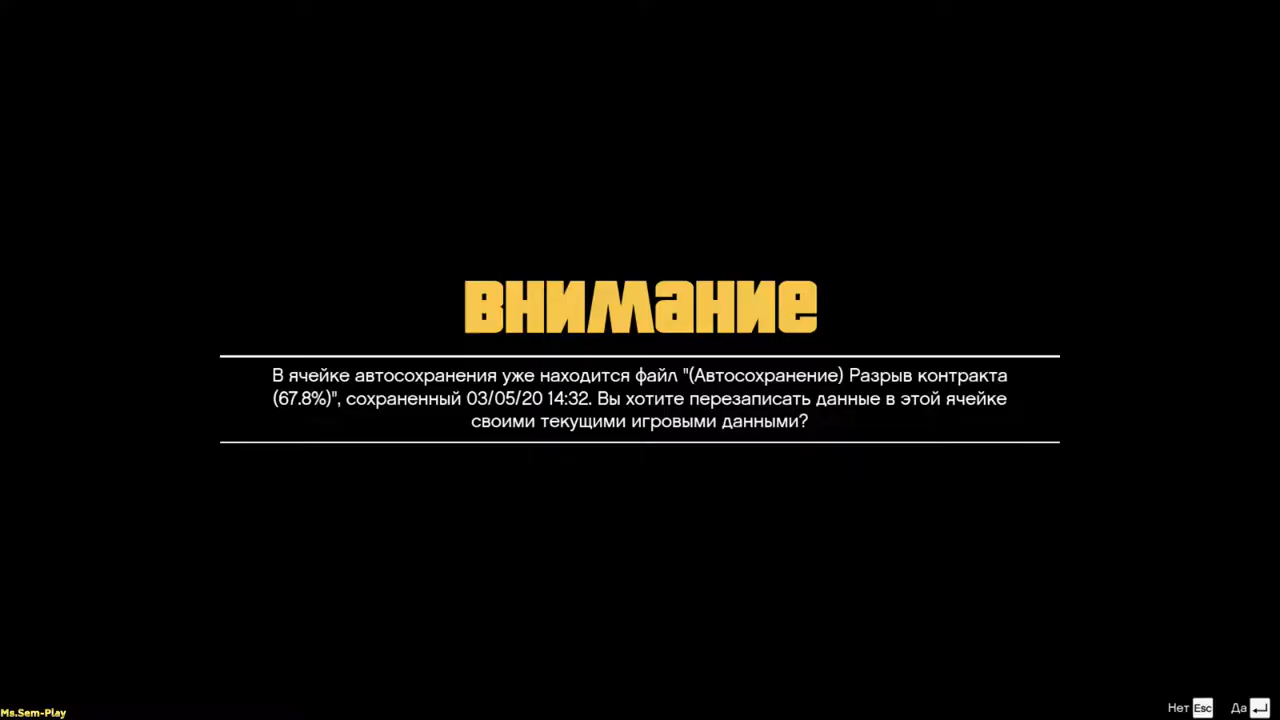 внимание
В ячейке автосохранения уже находится файл "(Автосохранение) Разрыв контракта
(67.8%)", сохраненный 03/05/20 14:32. Вы хотите перезаписать данные в этой ячейке
своими текущими игровыми данными?
Нет Esc Да
Ms.Sem-Play